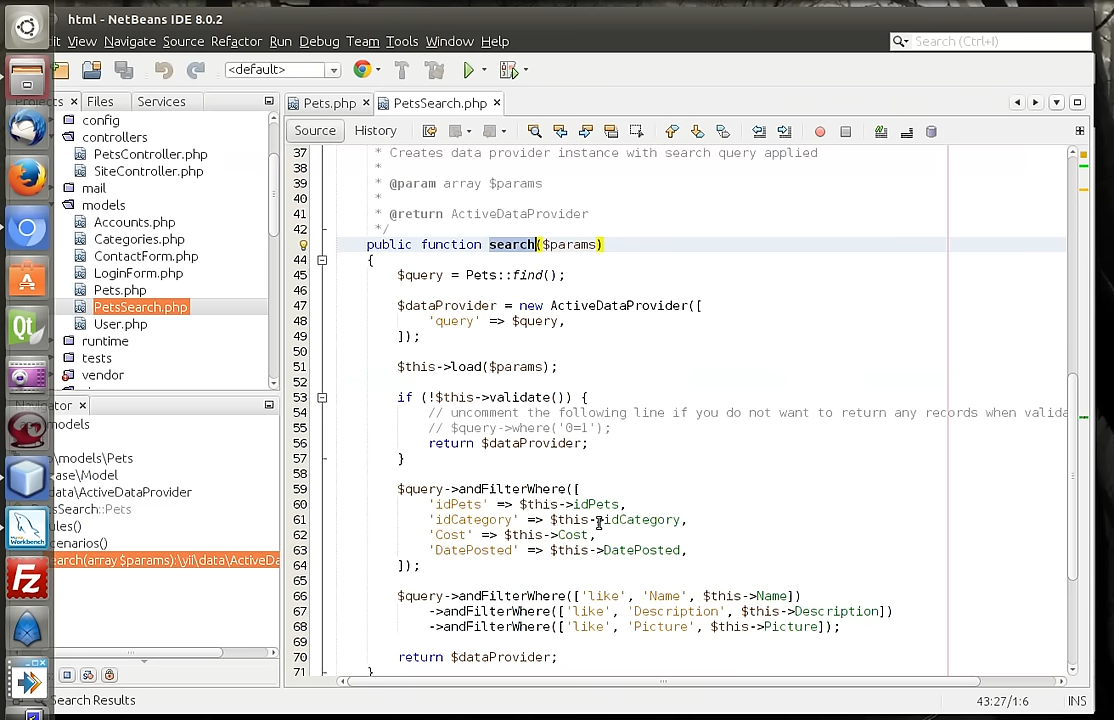 html - NetBeans IDE 8.0.2
it View Navigate Source Refactor Run Debug Team Tools Window Help
Search (Ctrl+I)
<default>
Projects Files Services
config
controllers
PetsController.php
SiteController.php
mail
models
Accounts.php
Categories.php
ContactForm.php
LoginForm.php
Pets.php
PetsSearch.php
User.php
runtime
tests
vendor
Navigator
models
\models\Pets
ase\Model
data\ActiveDataProvider
Search::Pets
ules()
cenarios()
earch(array $params):\yii\data\ActiveDa
Search Results
Pets.php PetsSearch.php
Source History
37 * Creates data provider instance with search query applied
38 *
39 * @param array $params
40 *
41 * @return ActiveDataProvider
42 */
public function search($params)
44 {
45 $query = Pets::find();
46
47 $dataProvider = new ActiveDataProvider([
48 'query' => $query,
49 ]);
50
51 $this->load($params);
52
53 if (!$this->validate()) {
54 // uncomment the following line if you do not want to return any records when valida
55 // $query->where('0=1');
56 return $dataProvider;
57 }
58
59 $query->andFilterWhere([
60 'idPets' => $this->idPets,
61 'idCategory' => $this->idCategory,
62 'Cost' => $this->Cost,
63 'DatePosted' => $this->DatePosted,
64 ]);
65
66 $query->andFilterWhere(['like', 'Name', $this->Name])
67 ->andFilterWhere(['like', 'Description', $this->Description])
68 ->andFilterWhere(['like', 'Picture', $this->Picture]);
69
70 return $dataProvider;
71 }
43:27/1:6 INS